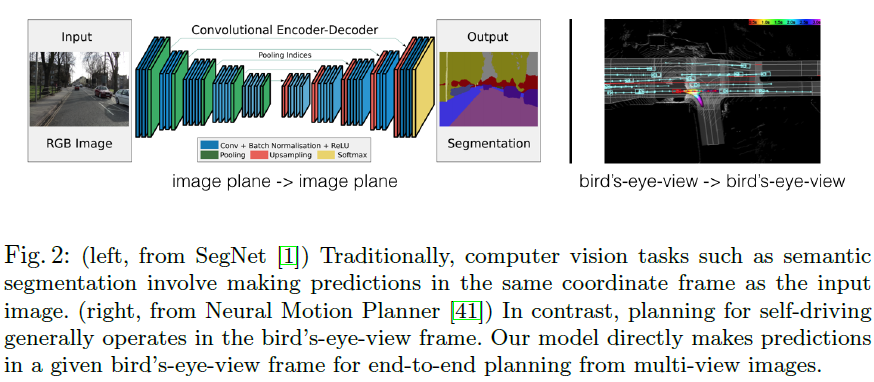 Input
Convolutional Encoder-Decoder
Output
Pooling Indices
RGB Image
Conv + Batch Normalisation + ReLU
Pooling Upsampling Softmax
Segmentation
image plane -> image plane
bird's-eye-view -> bird's-eye-view
Fig. 2: (left, from SegNet [1]) Traditionally, computer vision tasks such as semantic
segmentation involve making predictions in the same coordinate frame as the input
image. (right, from Neural Motion Planner [41]) In contrast, planning for self-driving
generally operates in the bird's-eye-view frame. Our model directly makes predictions
in a given bird's-eye-view frame for end-to-end planning from multi-view images.